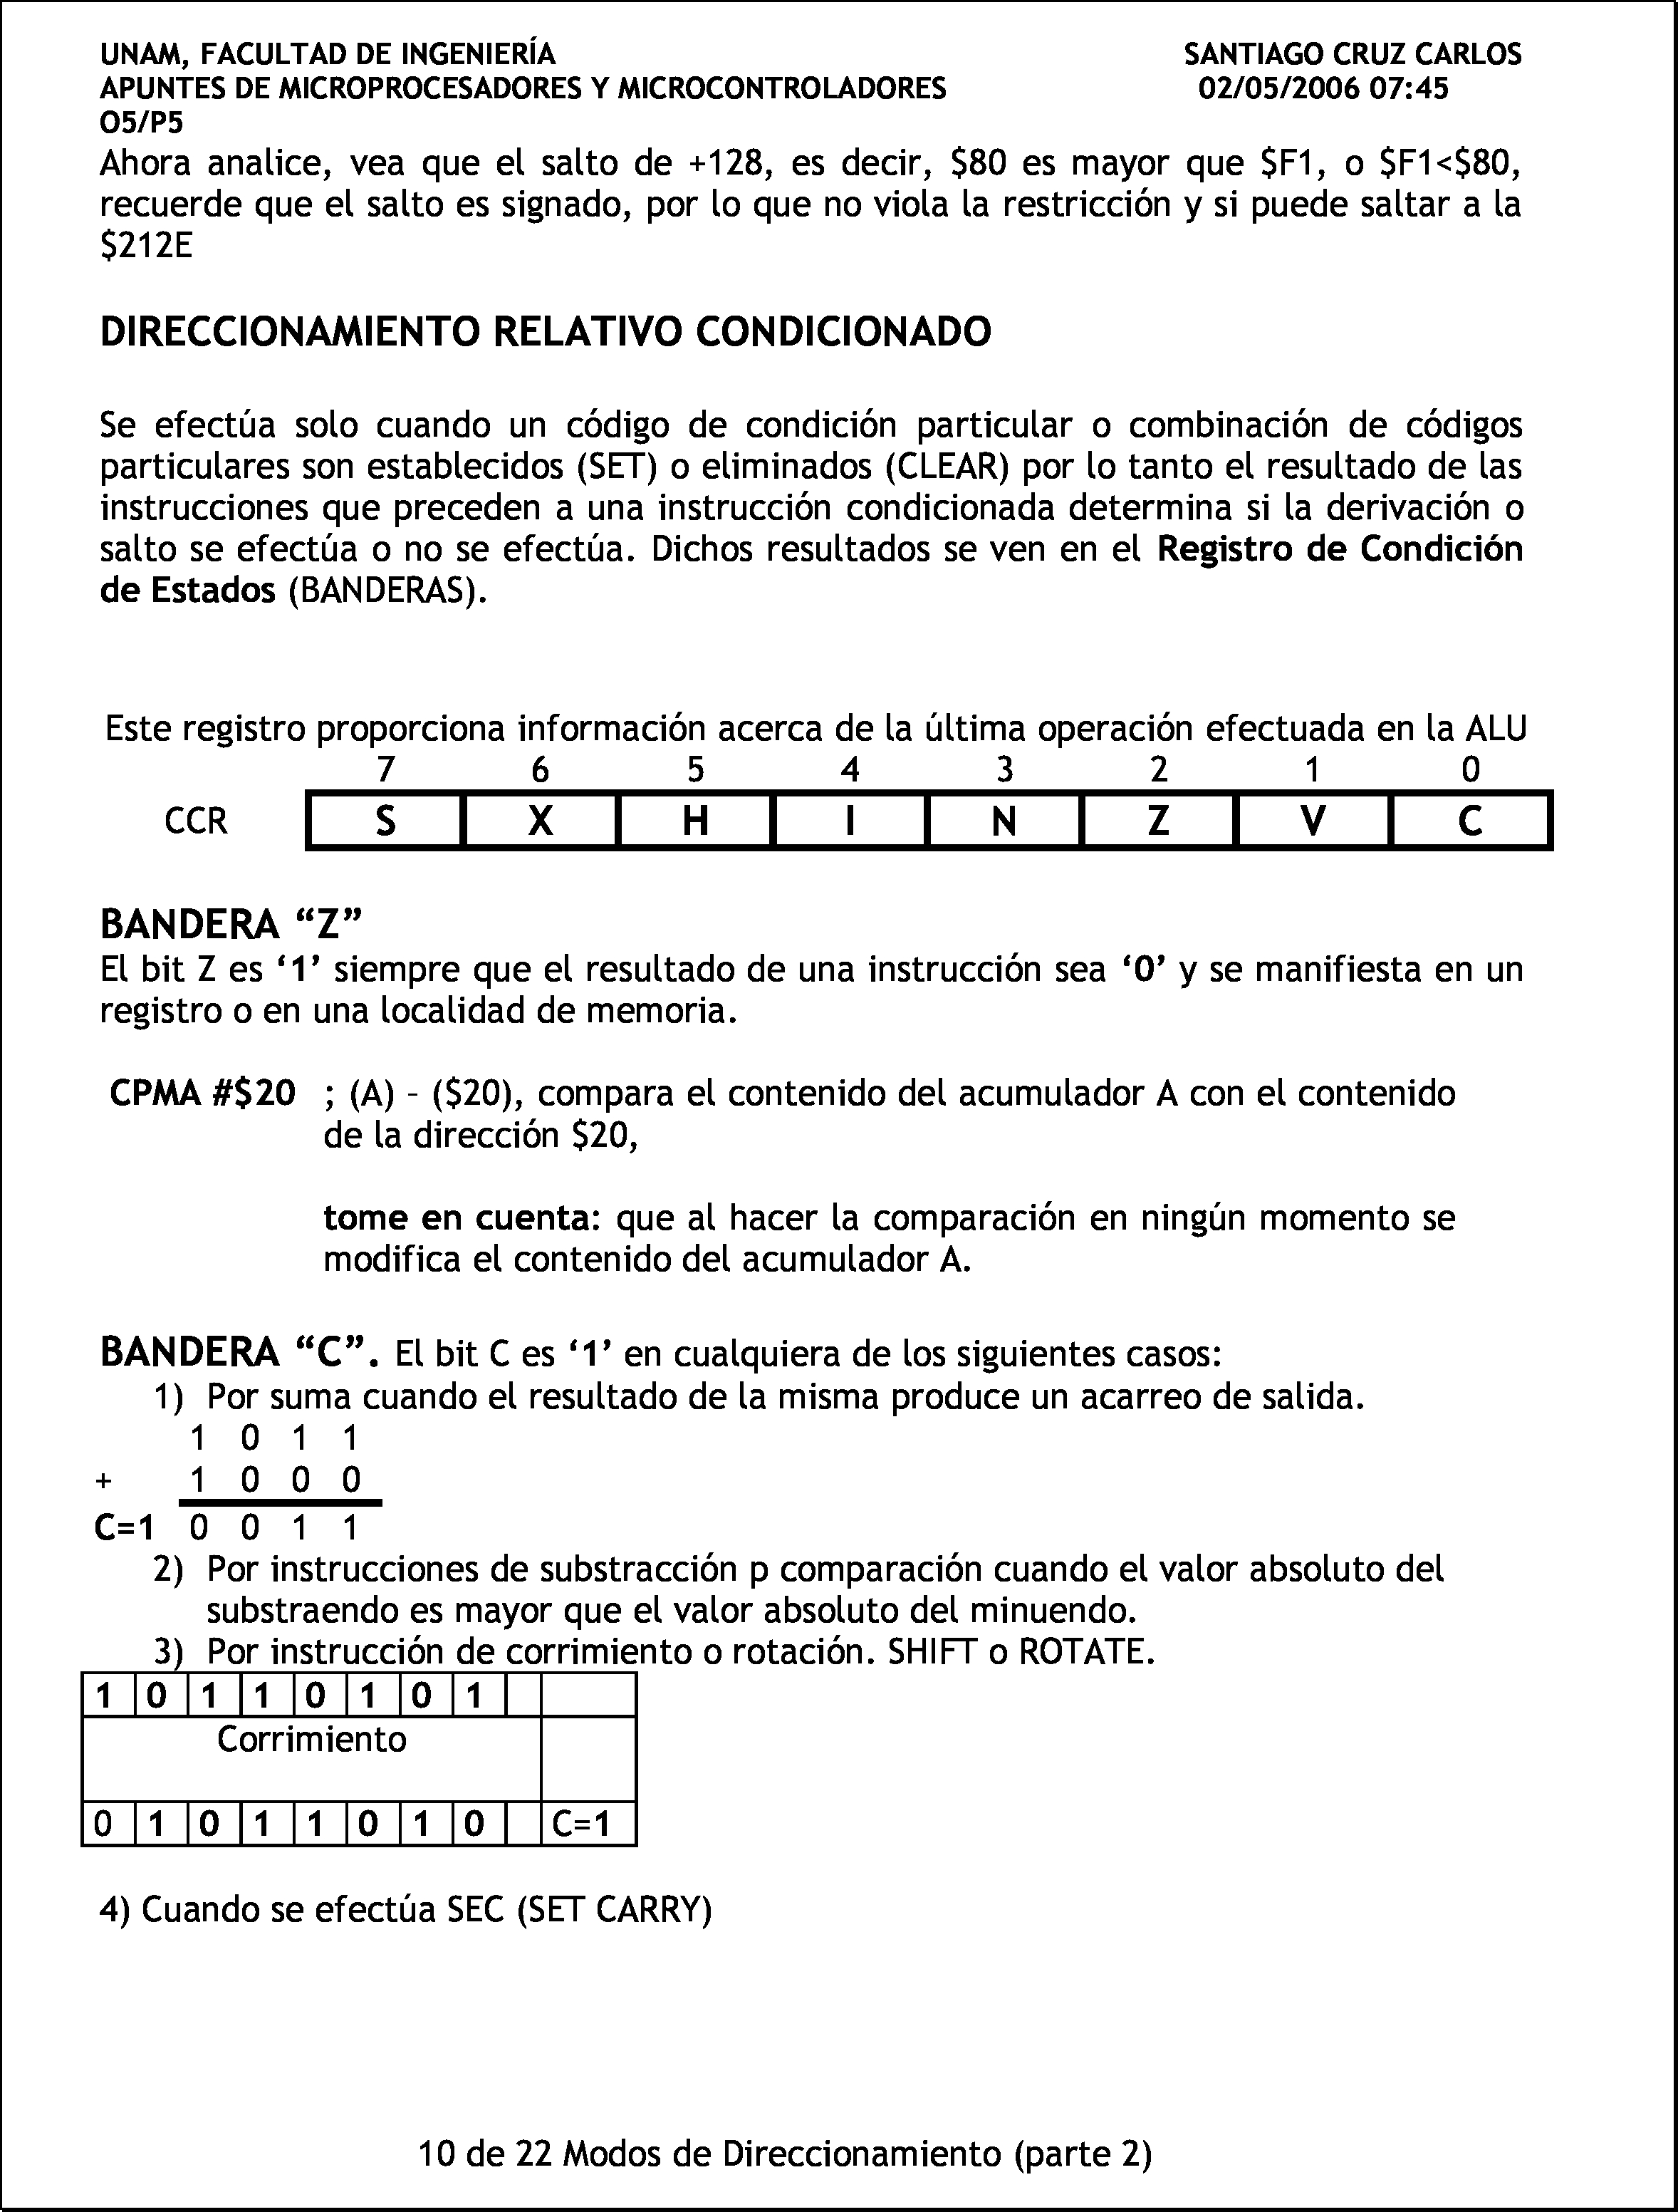 UNAM, FACULTAD DE INGENIERÍA SANTIAGO CRUZ CARLOS
APUNTES DE MICROPROCESADORES Y MICROCONTROLADORES 02/05/2006 07:45
O5/P5
Ahora analice, vea que el salto de +128, es decir, $80 es mayor que $F1, o $F1<$80,
recuerde que el salto es signado, por lo que no viola la restricción y si puede saltar a la
$212E
DIRECCIONAMIENTO RELATIVO CONDICIONADO
Se efectúa solo cuando un código de condición particular o combinación de códigos
particulares son establecidos (SET) o eliminados (CLEAR) por lo tanto el resultado de las
instrucciones que preceden a una instrucción condicionada determina si la derivación o
salto se efectúa o no se efectúa. Dichos resultados se ven en el Registro de Condición
de Estados (BANDERAS).
Este registro proporciona información acerca de la última operación efectuada en la ALU
7 6 5 4 3 2 1 0
CCR S X H I N Z V C
BANDERA “Z”
El bit Z es ‘1’ siempre que el resultado de una instrucción sea ‘0’ y se manifiesta en un
registro o en una localidad de memoria.
CPMA #$20 ; (A) – ($20), compara el contenido del acumulador A con el contenido
de la dirección $20,
tome en cuenta: que al hacer la comparación en ningún momento se
modifica el contenido del acumulador A.
BANDERA “C”. El bit C es ‘1’ en cualquiera de los siguientes casos:
1) Por suma cuando el resultado de la misma produce un acarreo de salida.
1 0 1 1
+ 1 0 0 0
C=1 0 0 1 1
2) Por instrucciones de substracción p comparación cuando el valor absoluto del
substraendo es mayor que el valor absoluto del minuendo.
3) Por instrucción de corrimiento o rotación. SHIFT o ROTATE.
1 0 1 1 0 1 0 1
Corrimiento
0 1 0 1 1 0 1 0 C=1
4) Cuando se efectúa SEC (SET CARRY)
10 de 22 Modos de Direccionamiento (parte 2)